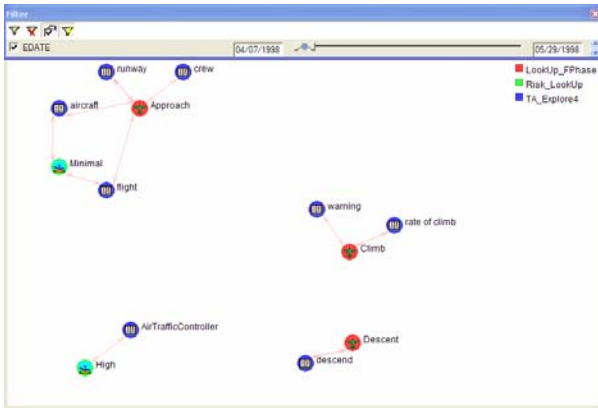 Filter
EDATE
04/07/1998
05/29/1998
LookUp_FPhase
Risk_LookUp
TA_Explore4
runway
crew
aircraft
Approach
Minimal
flight
warning
rate of climb
Climb
AirTrafficController
High
Descent
descend